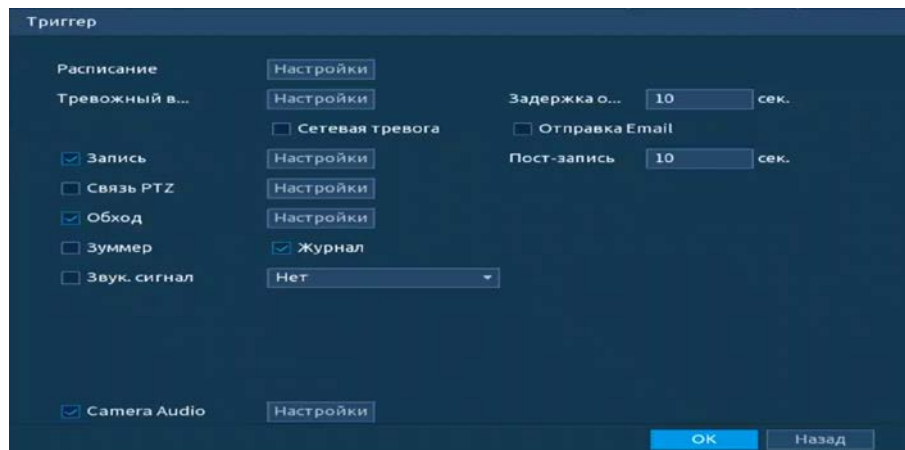 Триггер
Расписание Настройки
Тревожный в... Настройки Задержка о... 10 сек.
Сетевая тревога Отправка Email
Запись Настройки Пост-запись 10 сек.
Связь PTZ Настройки
Обход Настройки
Зуммер Журнал
Звук. сигнал Нет
Camera Audio Настройки
OK Назад